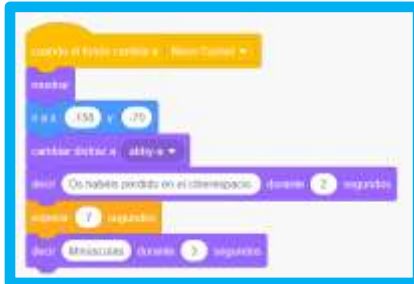 cuando el fondo cambie a Neon Tunnel
mostrar
ir a x: -158 y: -70
cambiar disfraz a abby-a
decir Os habéis perdido en el ciberespacio. durante 2 segundos
esperar 7 segundos
decir Minúsculas durante 3 segundos